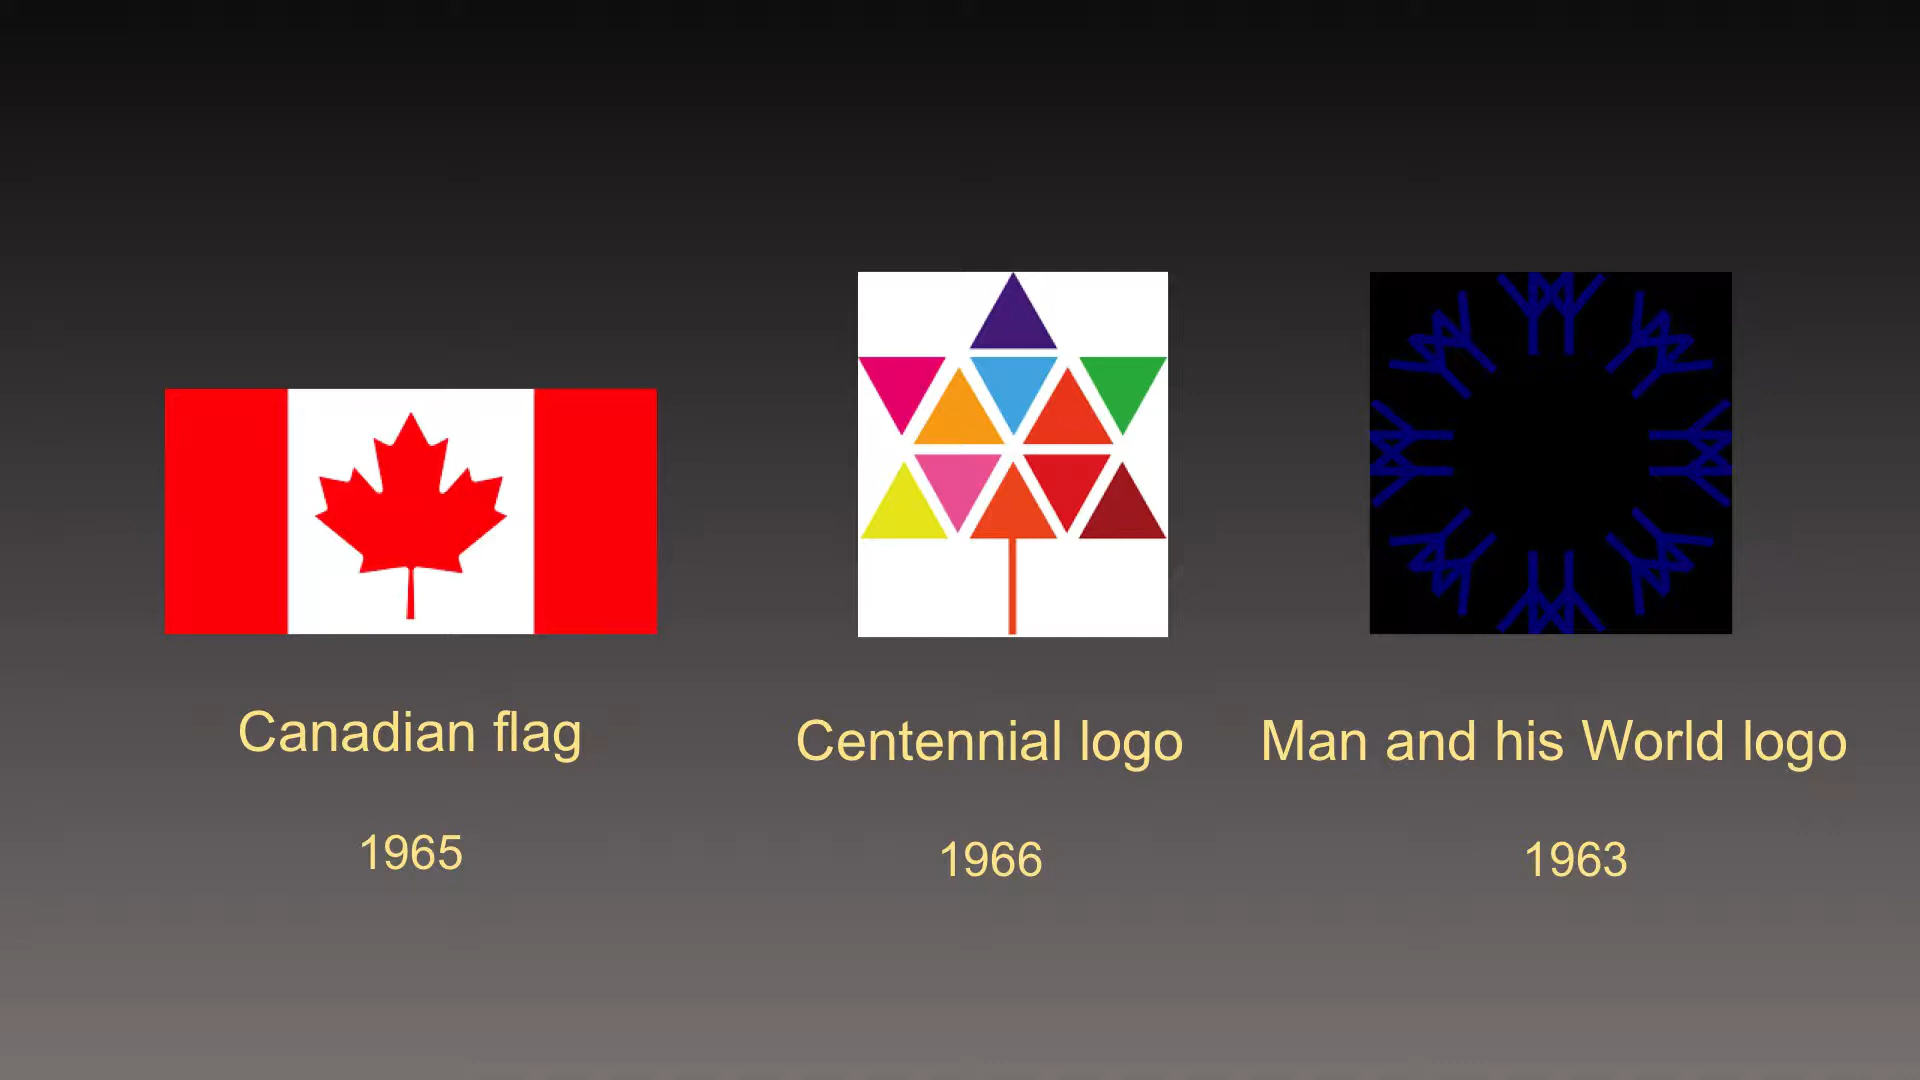 Canadian flag
1965
Centennial logo
1966
Man and his World logo
1963